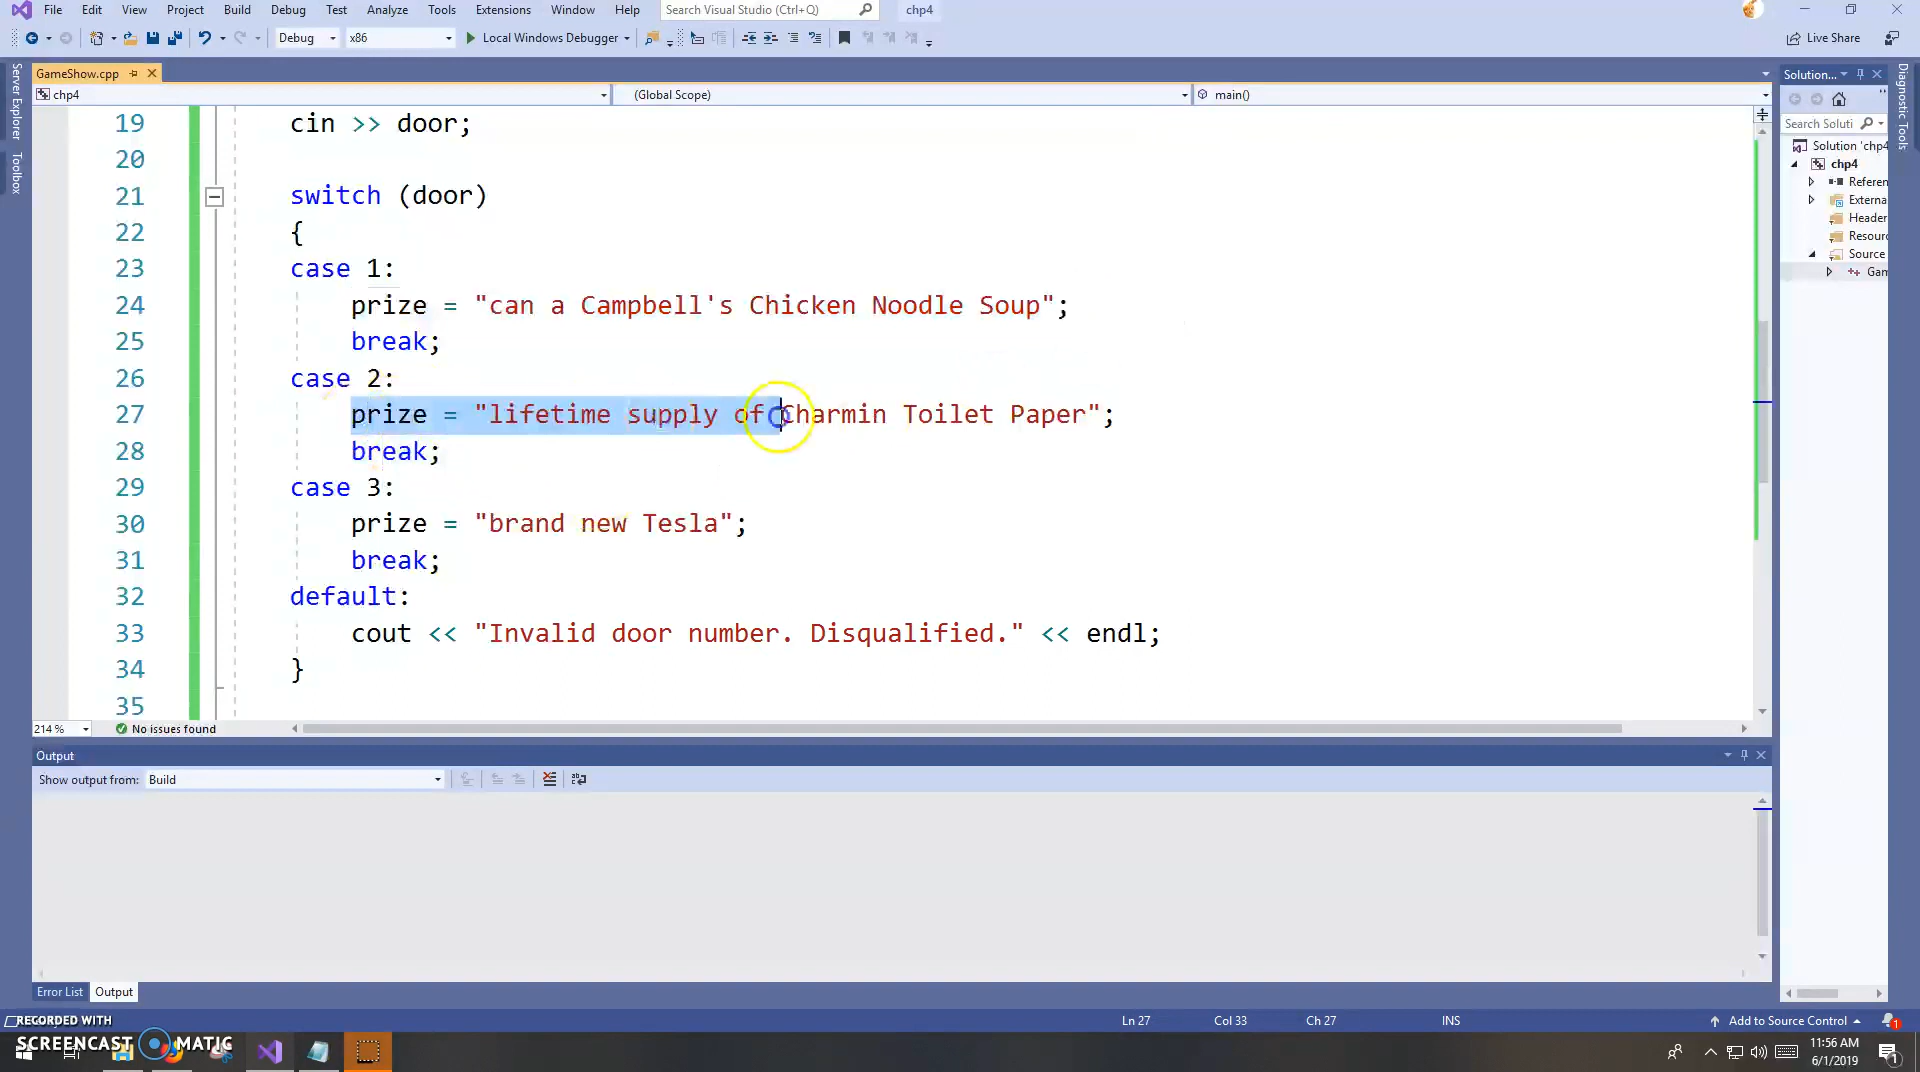 File Edit View Project Build Debug Test Analyze Tools Extensions Window Help Search Visual Studio (Ctrl+Q) chp4
Debug x86 Local Windows Debugger Live Share
GameShow.cpp Solution...
chp4 (Global Scope) main()
Server Explorer
Toolbox
Diagnostic Tools
19 cin >> door;
20
21 switch (door)
22 {
23 case 1:
24 prize = "can a Campbell's Chicken Noodle Soup";
25 break;
26 case 2:
27 prize = "lifetime supply of Charmin Toilet Paper";
28 break;
29 case 3:
30 prize = "brand new Tesla";
31 break;
32 default:
33 cout << "Invalid door number. Disqualified." << endl;
34 }
35
Search Soluti
Solution 'chp4
chp4
Referen
Externa
Header
Resour
Source
Gam
214 % No issues found
Output
Show output from: Build
Error List Output
Ln 27 Col 33 Ch 27 INS Add to Source Control 1
RECORDED WITH
SCREENCAST MATIC
11:56 AM
6/1/2019
1